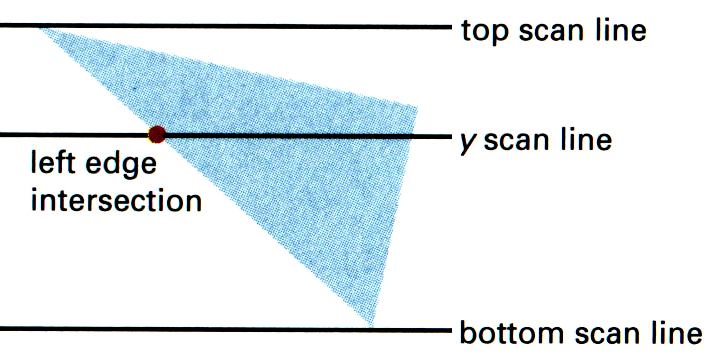 top scan line
y scan line
left edge
intersection
bottom scan line